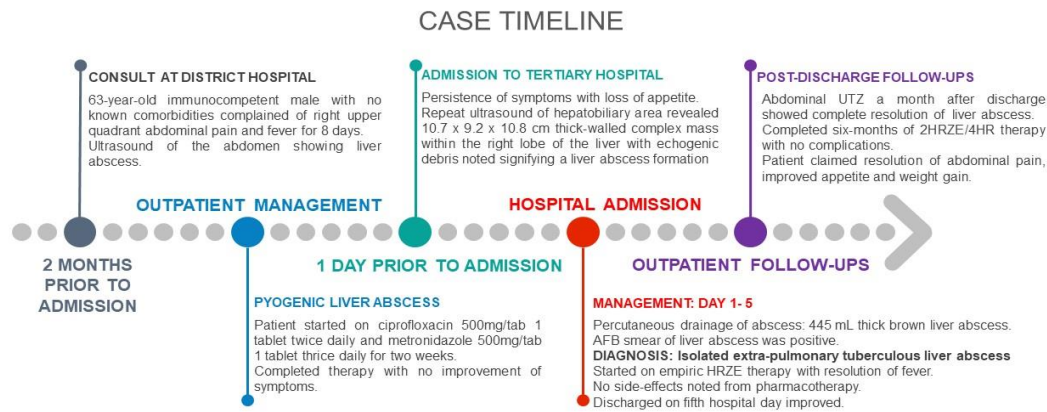 CASE TIMELINE
CONSULT AT DISTRICT HOSPITAL
63-year-old immunocompetent male with no
known comorbidities complained of right upper
quadrant abdominal pain and fever for 8 days.
Ultrasound of the abdomen showing liver
abscess.
ADMISSION TO TERTIARY HOSPITAL
Persistence of symptoms with loss of appetite.
Repeat ultrasound of hepatobiliary area revealed
10.7 x 9.2 x 10.8 cm thick-walled complex mass
within the right lobe of the liver with echogenic
debris noted signifying a liver abscess formation
POST-DISCHARGE FOLLOW-UPS
Abdominal UTZ a month after discharge
showed complete resolution of liver abscess.
Completed six-months of 2HRZE/4HR therapy
with no complications.
Patient claimed resolution of abdominal pain,
improved appetite and weight gain.
OUTPATIENT MANAGEMENT
HOSPITAL ADMISSION
2 MONTHS
PRIOR TO
ADMISSION
1 DAY PRIOR TO ADMISSION
OUTPATIENT FOLLOW-UPS
PYOGENIC LIVER ABSCESS
Patient started on ciprofloxacin 500mg/tab 1
tablet twice daily and metronidazole 500mg/tab
1 tablet thrice daily for two weeks.
Completed therapy with no improvement of
symptoms.
MANAGEMENT: DAY 1- 5
Percutaneous drainage of abscess: 445 mL thick brown liver abscess.
AFB smear of liver abscess was positive.
DIAGNOSIS: Isolated extra-pulmonary tuberculous liver abscess
Started on empiric HRZE therapy with resolution of fever.
No side-effects noted from pharmacotherapy.
Discharged on fifth hospital day improved.